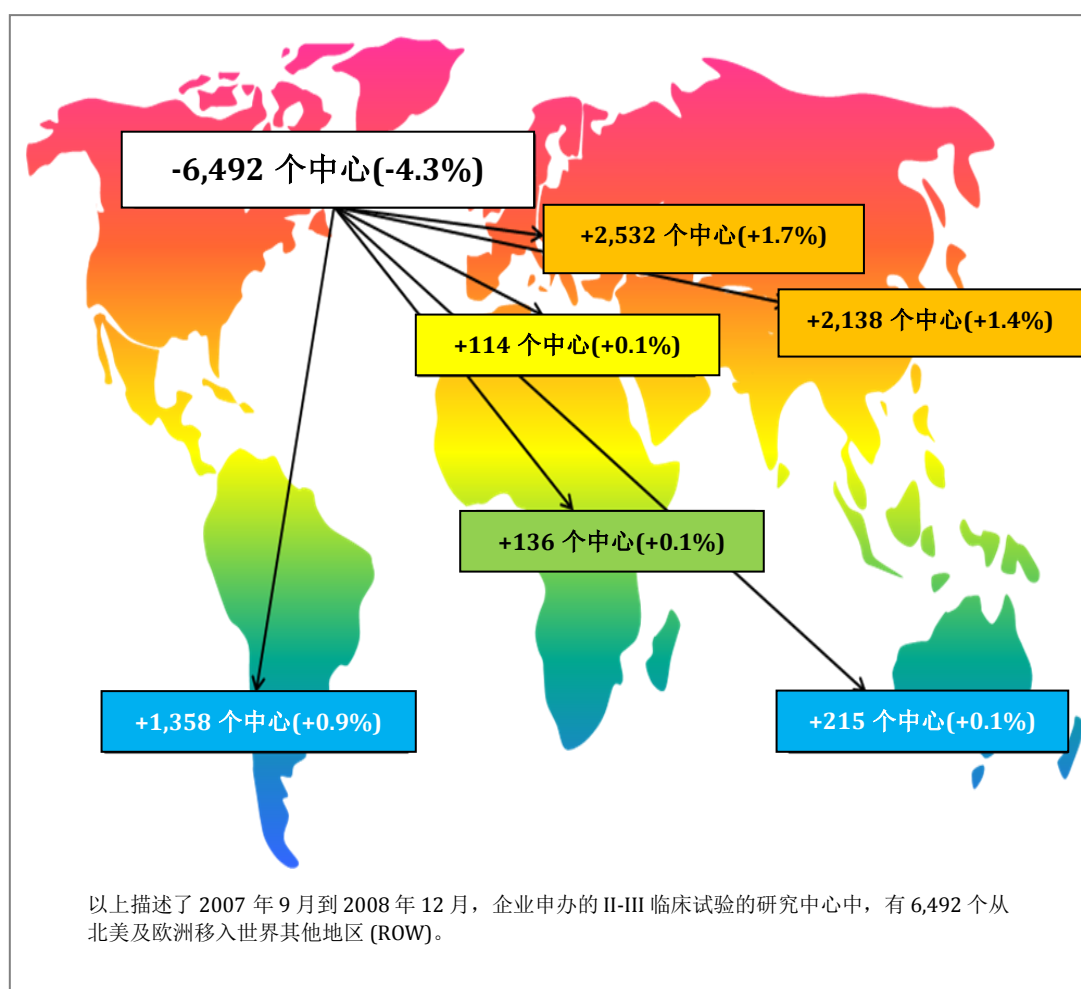 -6,492 个中心(-4.3%)
+2,532 个中心(+1.7%)
+2,138 个中心(+1.4%)
+114 个中心(+0.1%)
+136 个中心(+0.1%)
+1,358 个中心(+0.9%)
+215 个中心(+0.1%)
以上描述了 2007 年 9 月到 2008 年 12 月，企业申办的 II-III 临床试验的研究中心中，有 6,492 个从
北美及欧洲移入世界其他地区 (ROW)。